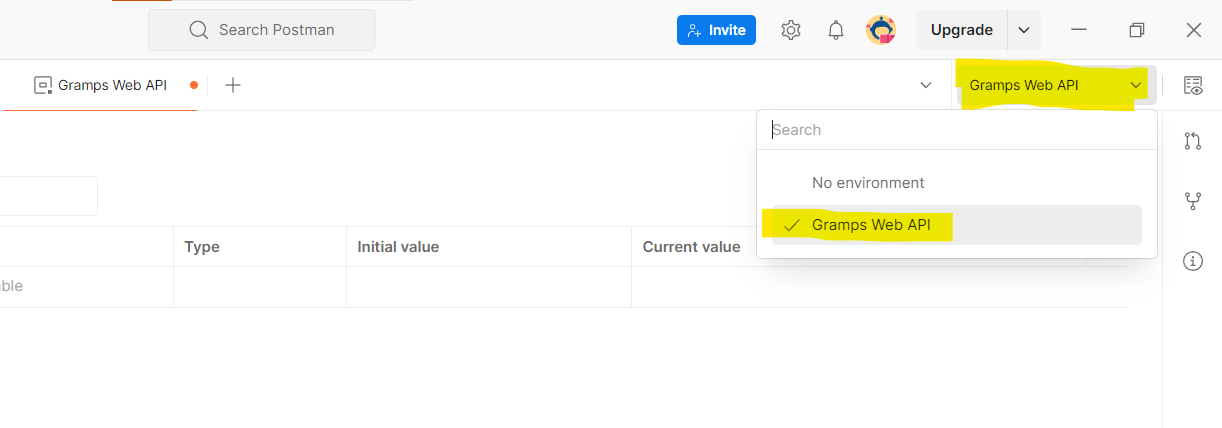 Search Postman
Invite
Upgrade
Gramps Web API
Gramps Web API
Search
No environment
Gramps Web API
Type
Initial value
Current value
ble